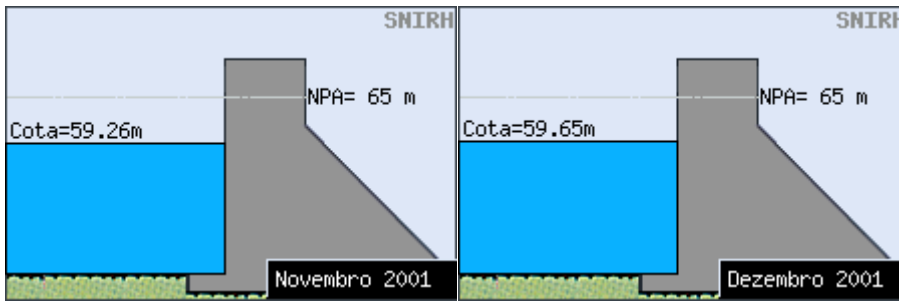 SNIRH
NPA= 65 m
Cota=59.26m
Novembro 2001
SNIRH
NPA= 65 m
Cota=59.65m
Dezembro 2001